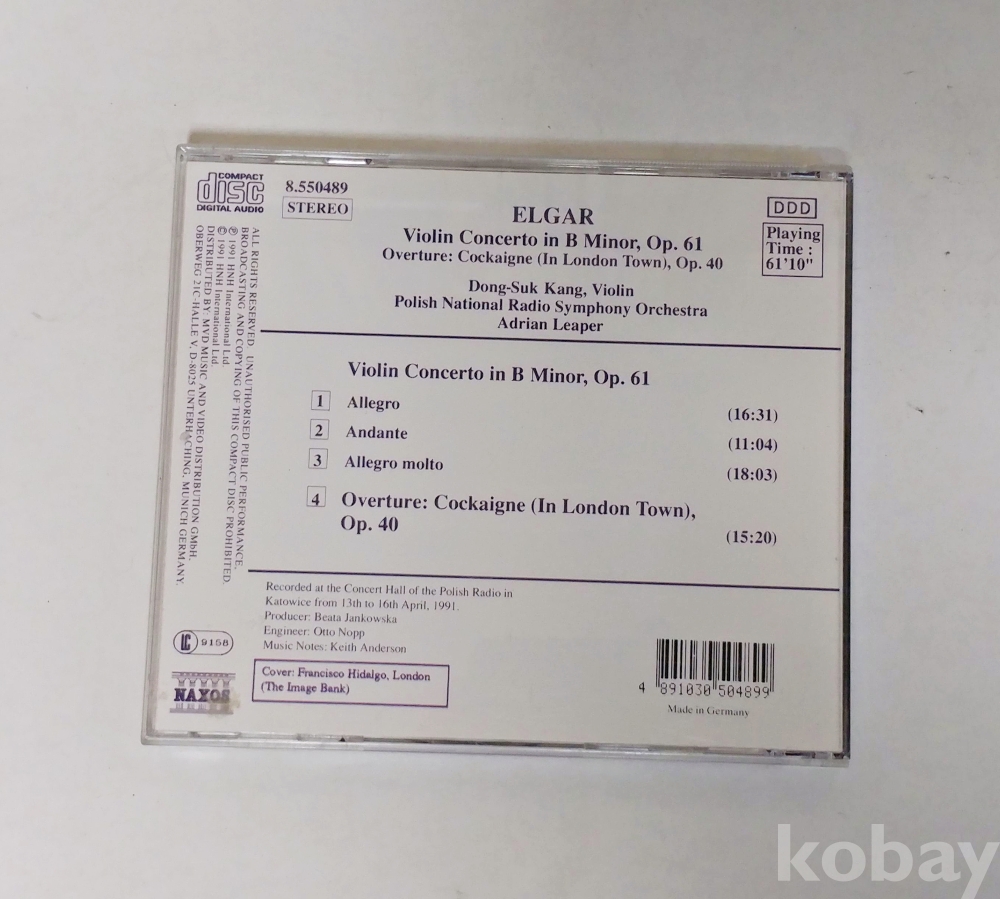 COMPACT
disc
DIGITAL AUDIO
8.550489
STEREO
ELGAR
Violin Concerto in B Minor, Op. 61
Overture: Cockaigne (In London Town), Op. 40
Dong-Suk Kang, Violin
Polish National Radio Symphony Orchestra
Adrian Leaper
DDD
Playing
Time :
61'10"
ALL RIGHTS RESERVED. UNAUTHORISED PUBLIC PERFORMANCE.
BROADCASTING AND COPYING OF THIS COMPACT DISC PROHIBITED.
℗ 1991 HNH International Ltd.
© 1991 HNH International Ltd.
DISTRIBUTED BY: MVD MUSIC AND VIDEO DISTRIBUTION GMbH.
OBERWEG 21C-HALLE V, D-8025 UNTERHACHING, MUNICH GERMANY.
Violin Concerto in B Minor, Op. 61
1 Allegro (16:31)
2 Andante (11:04)
3 Allegro molto (18:03)
4 Overture: Cockaigne (In London Town),
Op. 40 (15:20)
Recorded at the Concert Hall of the Polish Radio in
Katowice from 13th to 16th April, 1991.
Producer: Beata Jankowska
Engineer: Otto Nopp
Music Notes: Keith Anderson
LC 9158
NAXOS
Cover: Francisco Hidalgo, London
(The Image Bank)
4 891030 504899
Made in Germany
kobay